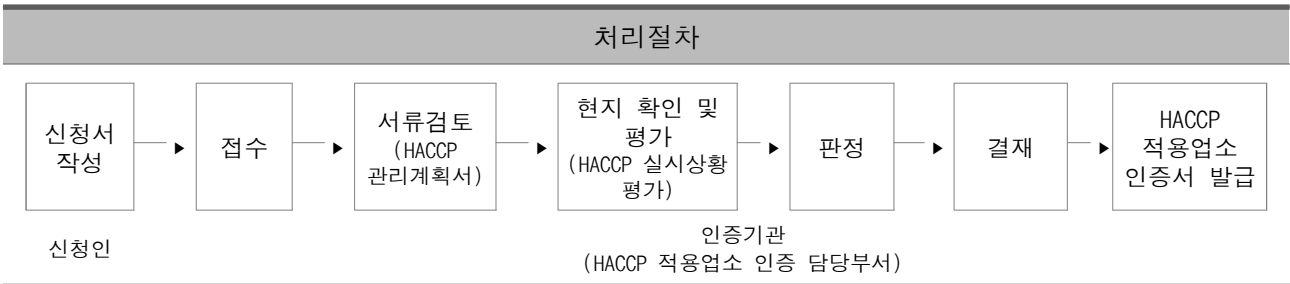 처리절차
신청서
작성
접수
서류검토
(HACCP
관리계획서)
현지 확인 및
평가
(HACCP 실시상황
평가)
판정
결재
HACCP
적용업소
인증서 발급
신청인
인증기관
(HACCP 적용업소 인증 담당부서)